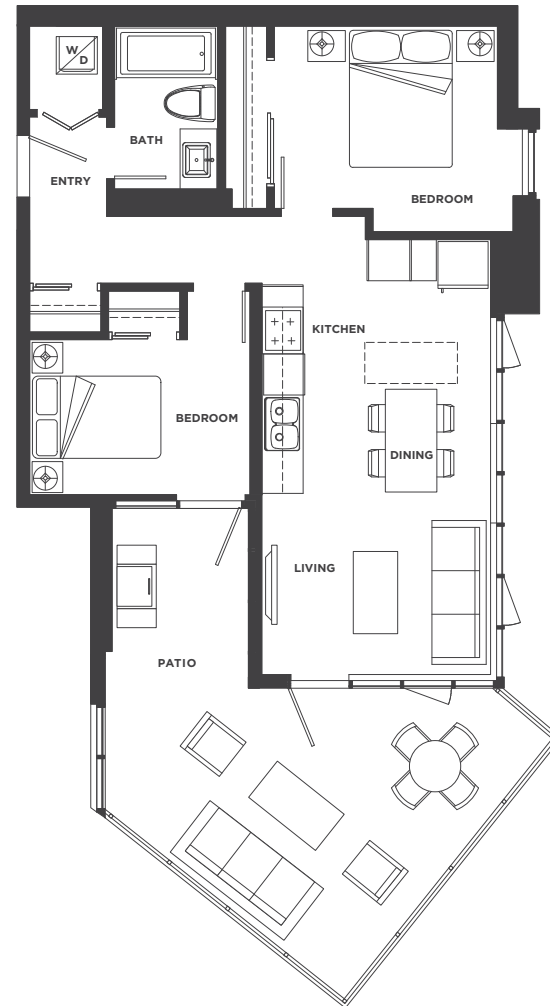 W
D
BATH
ENTRY
BEDROOM
KITCHEN
BEDROOM
DINING
LIVING
PATIO